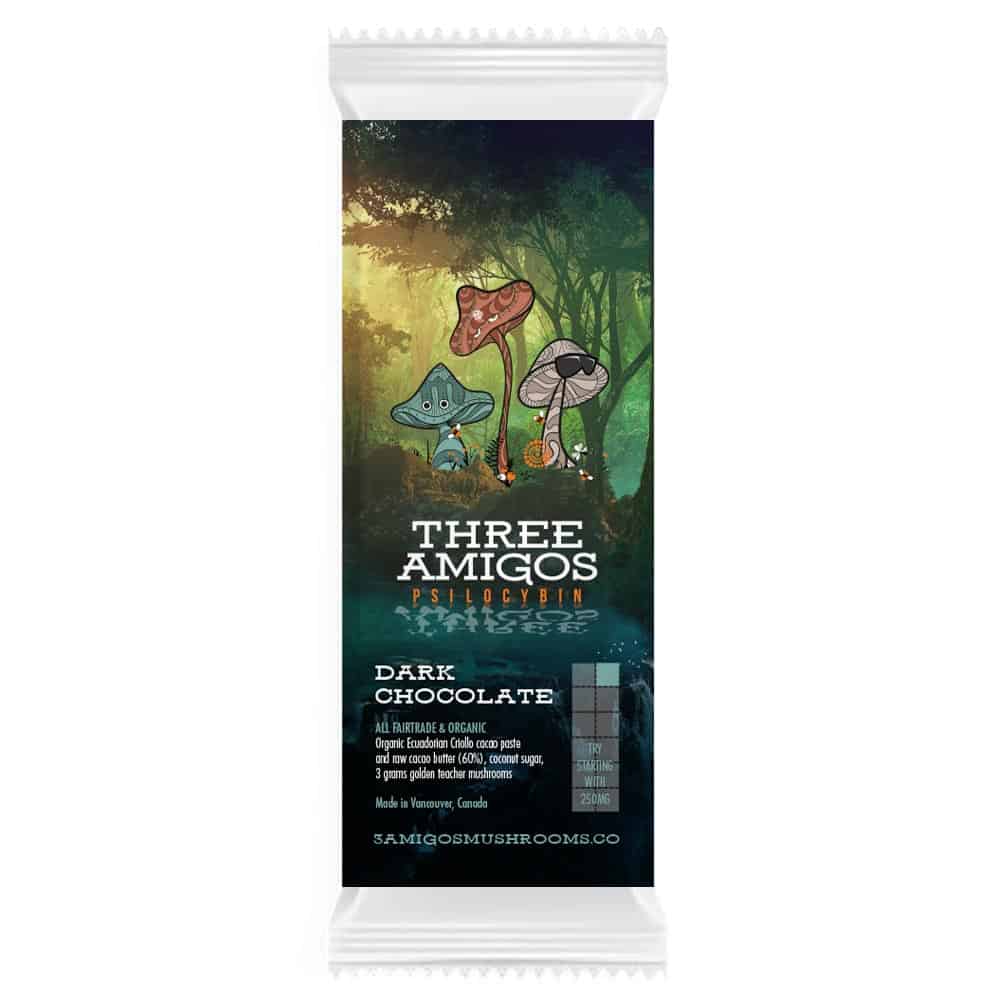 THREE
AMIGOS
PSILOCYBIN
DARK
CHOCOLATE
ALL FAIRTRADE & ORGANIC
Organic Ecuadorian Criollo cacao paste
and raw cacao butter (60%), coconut sugar,
3 grams golden teacher mushrooms
Made in Vancouver, Canada
TRY
STARTING
WITH
250MG
3AMIGOSMUSHROOMS.CO